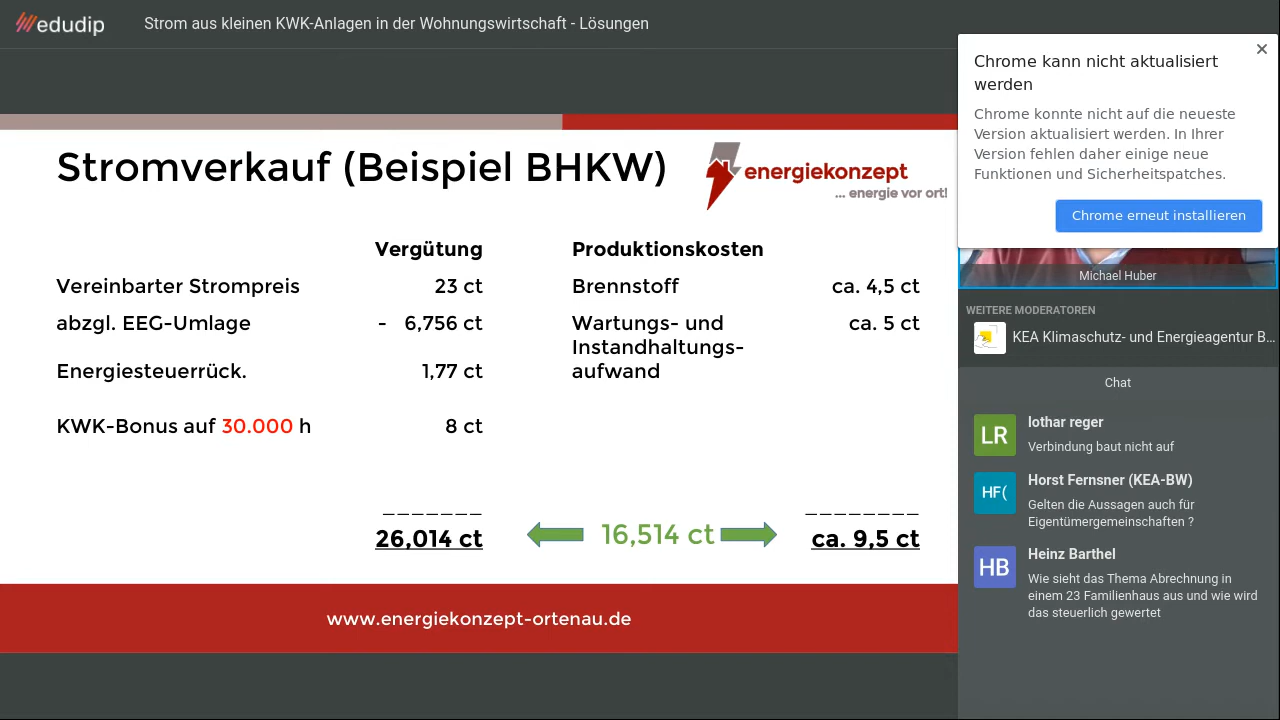 edudip
Strom aus kleinen KWK-Anlagen in der Wohnungswirtschaft - Lösungen
Stromverkauf (Beispiel BHKW)
energiekonzept
... energie vor ort!
Vergütung
Produktionskosten
Vereinbarter Strompreis
23 ct
Brennstoff
ca. 4,5 ct
abzgl. EEG-Umlage
- 6,756 ct
Wartungs- und
Instandhaltungs-
aufwand
ca. 5 ct
Energiesteuerrück.
1,77 ct
KWK-Bonus auf 30.000 h
8 ct
_______
________
26,014 ct
16,514 ct
ca. 9,5 ct
www.energiekonzept-ortenau.de
Chrome kann nicht aktualisiert
werden
Chrome konnte nicht auf die neueste
Version aktualisiert werden. In Ihrer
Version fehlen daher einige neue
Funktionen und Sicherheitspatches.
Chrome erneut installieren
Michael Huber
WEITERE MODERATOREN
KEA Klimaschutz- und Energieagentur B...
Chat
LR
lothar reger
Verbindung baut nicht auf
HF(
Horst Fernsner (KEA-BW)
Gelten die Aussagen auch für
Eigentümergemeinschaften ?
HB
Heinz Barthel
Wie sieht das Thema Abrechnung in
einem 23 Familienhaus aus und wie wird
das steuerlich gewertet